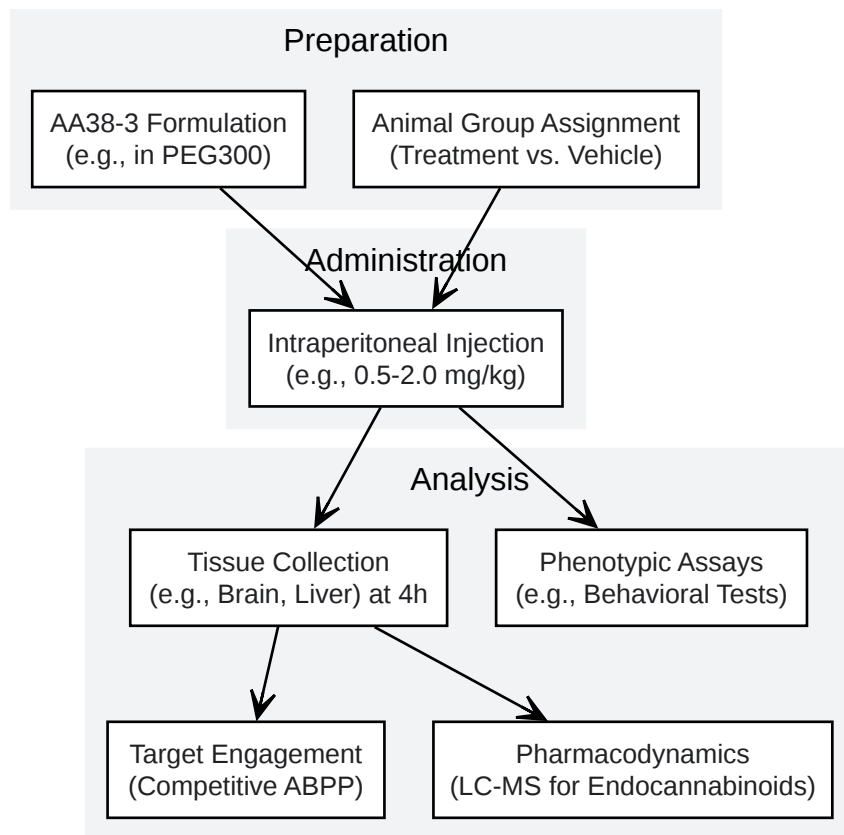 Preparation
AA38-3 Formulation
(e.g., in PEG300)
Animal Group Assignment
(Treatment vs. Vehicle)
Administration
Intraperitoneal Injection
(e.g., 0.5-2.0 mg/kg)
Analysis
Tissue Collection
(e.g., Brain, Liver) at 4h
Phenotypic Assays
(e.g., Behavioral Tests)
Target Engagement
(Competitive ABPP)
Pharmacodynamics
(LC-MS for Endocannabinoids)